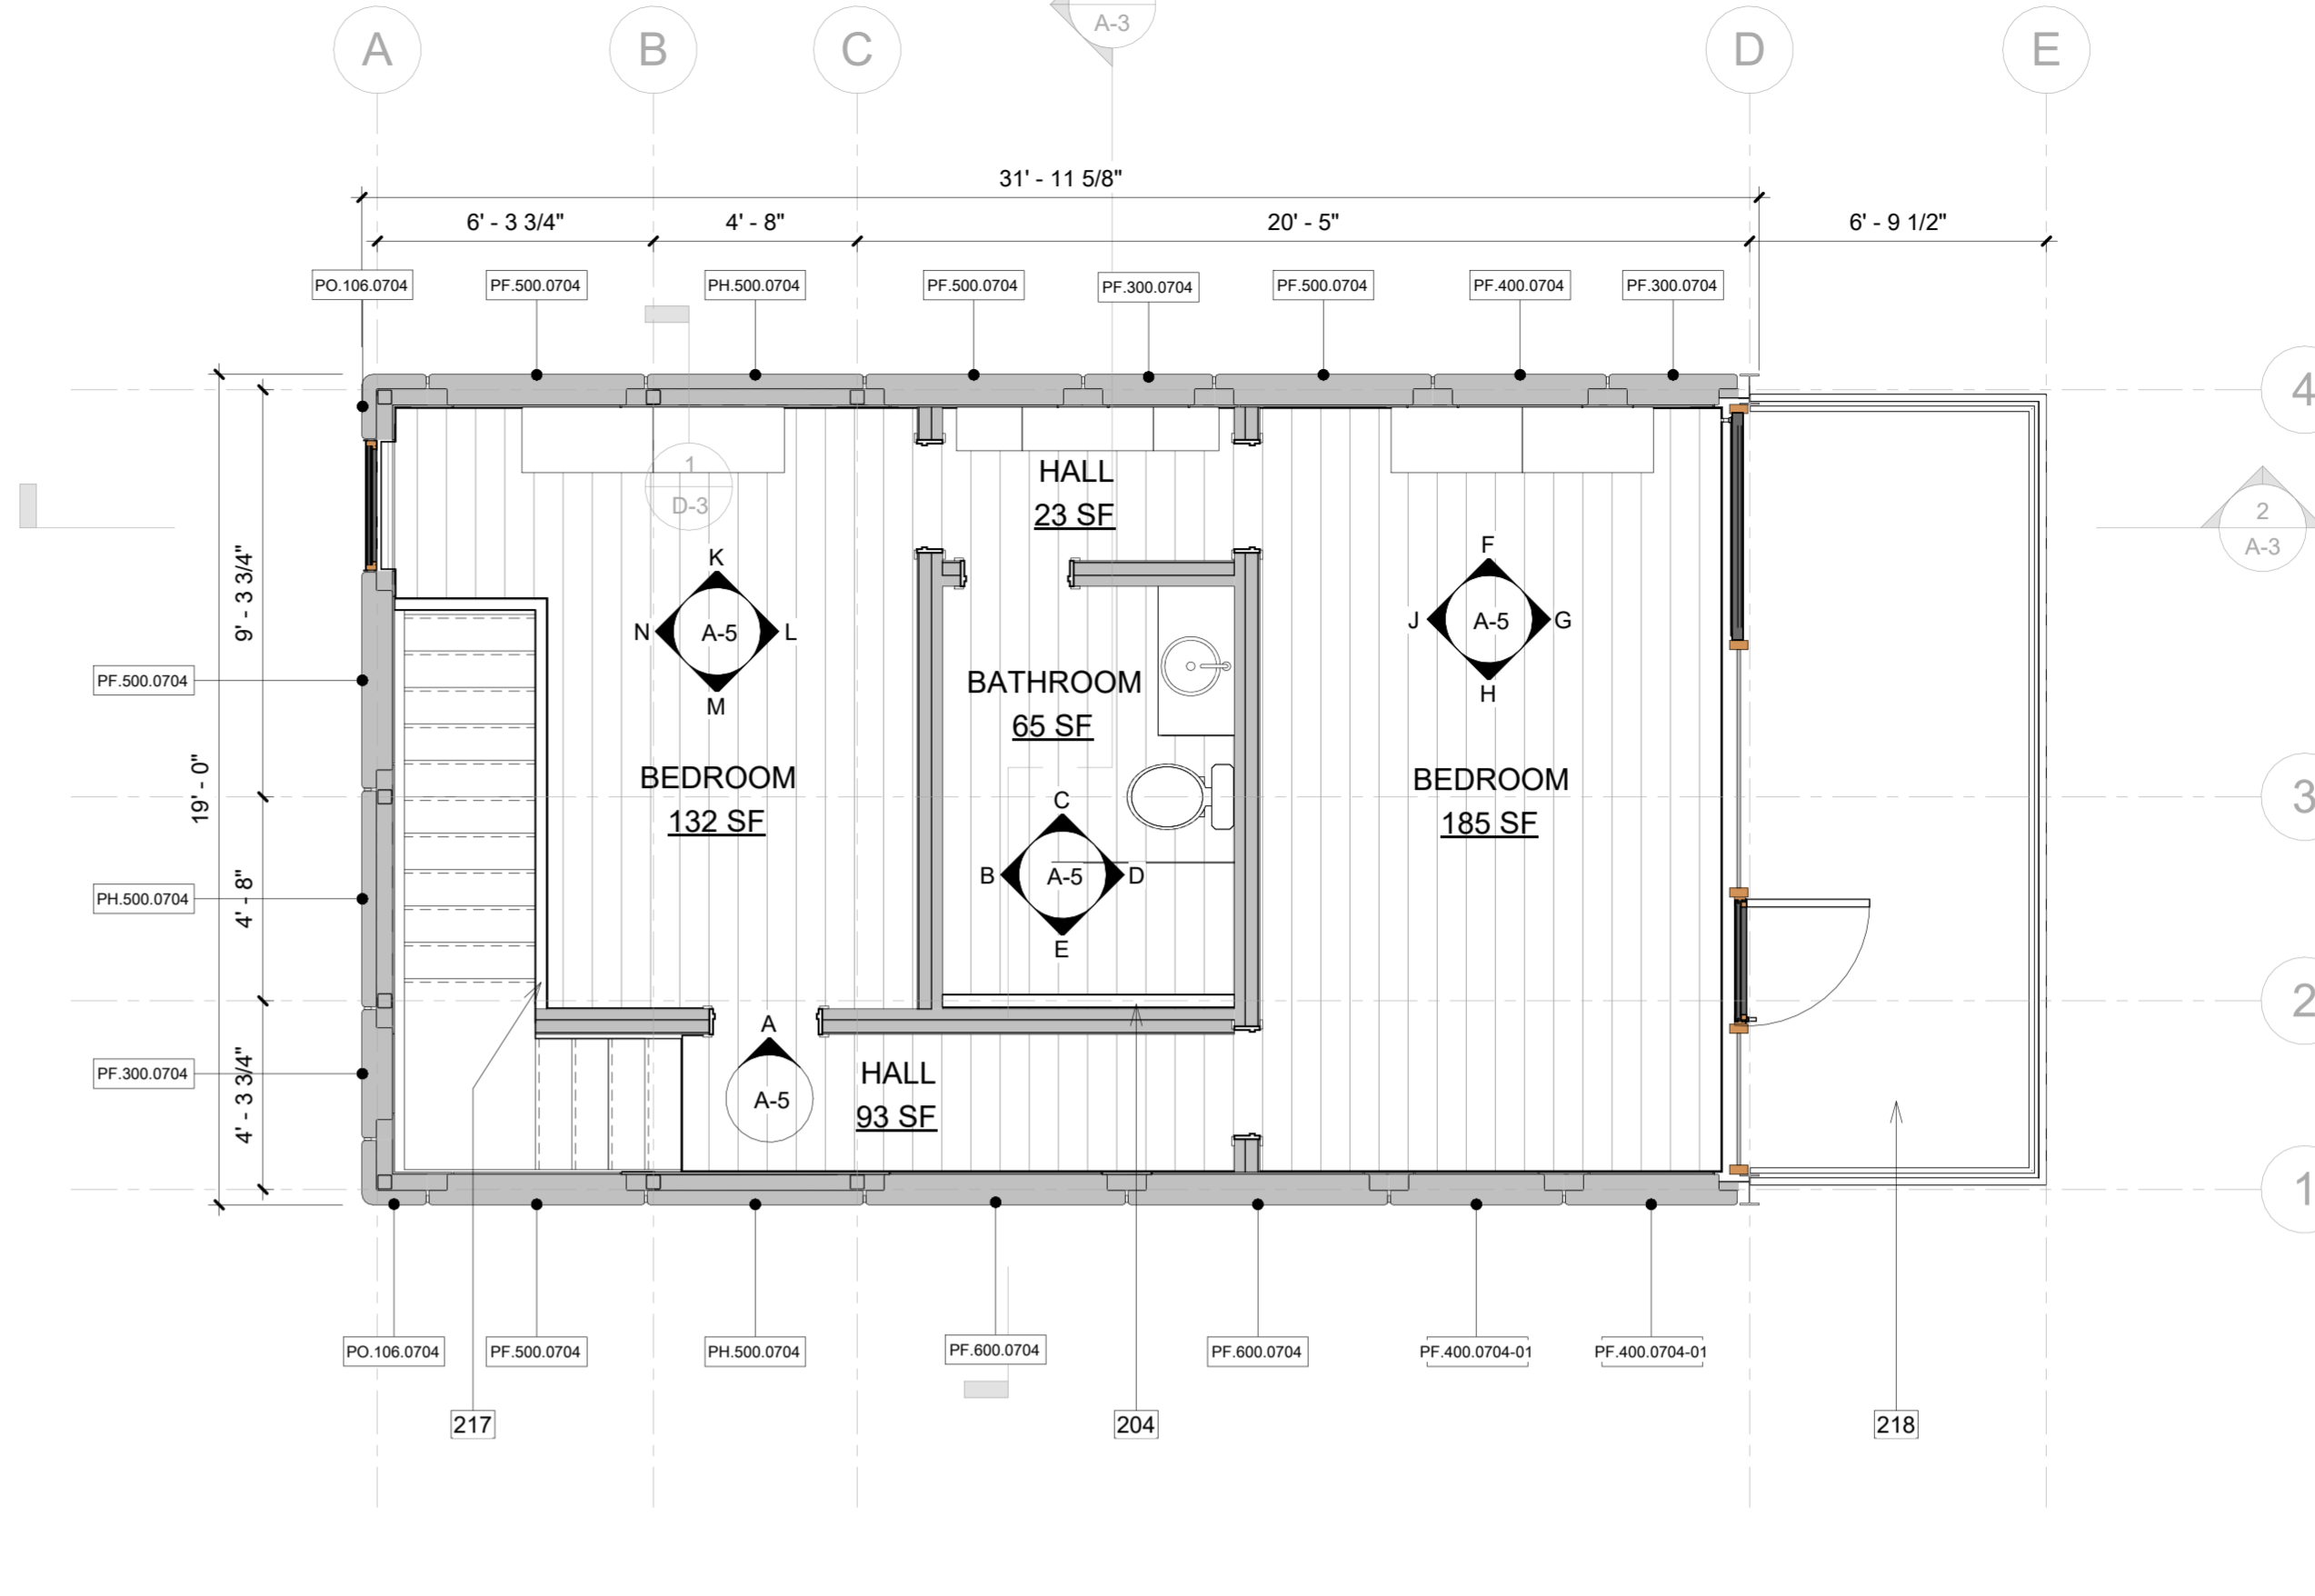 A-3
A
B
C
D
E
31' - 11 5/8"
6' - 3 3/4"
4' - 8"
20' - 5"
6' - 9 1/2"
PO.106.0704
PF.500.0704
PH.500.0704
PF.500.0704
PF.300.0704
PF.500.0704
PF.400.0704
PF.300.0704
4
1
D-3
HALL
23 SF
2
A-3
9' - 3 3/4"
K
N
A-5
L
M
F
J
A-5
G
H
PF.500.0704
BATHROOM
65 SF
BEDROOM
132 SF
BEDROOM
185 SF
19' - 0"
3
C
B
A-5
D
E
PH.500.0704
4' - 8"
2
A
A-5
HALL
93 SF
PF.300.0704
4' - 3 3/4"
1
PO.106.0704
PF.500.0704
PH.500.0704
PF.600.0704
PF.600.0704
PF.400.0704-01
PF.400.0704-01
217
204
218